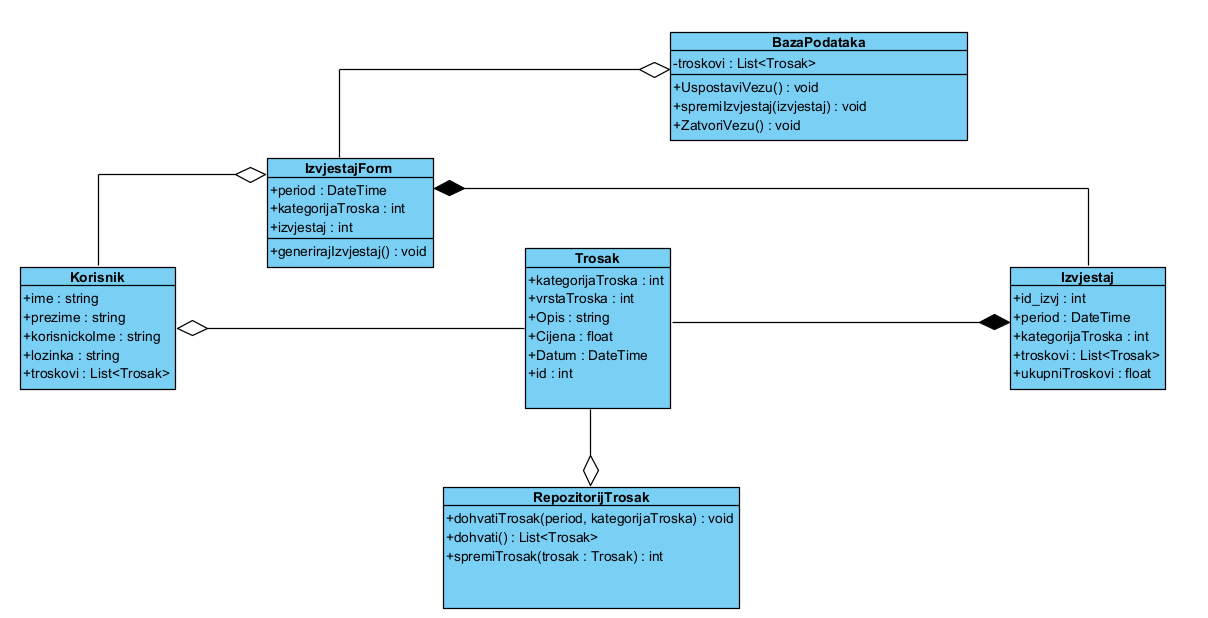 BazaPodataka
-troskovi : List<Trosak>
+UspostaviVezu() : void
+spremiIzvjestaj(izvjestaj) : void
+ZatvoriVezu() : void
IzvjestajForm
+period : DateTime
+kategorijaTroska : int
+izvjestaj : int
+generirajIzvjestaj() : void
Korisnik
+ime : string
+prezime : string
+korisnickoIme : string
+lozinka : string
+troskovi : List<Trosak>
Trosak
+kategorijaTroska : int
+vrstaTroska : int
+Opis : string
+Cijena : float
+Datum : DateTime
+id : int
Izvjestaj
+id_izvj : int
+period : DateTime
+kategorijaTroska : int
+troskovi : List<Trosak>
+ukupniTroskovi : float
RepozitorijTrosak
+dohvatiTrosak(period, kategorijaTroska) : void
+dohvati() : List<Trosak>
+spremiTrosak(trosak : Trosak) : int